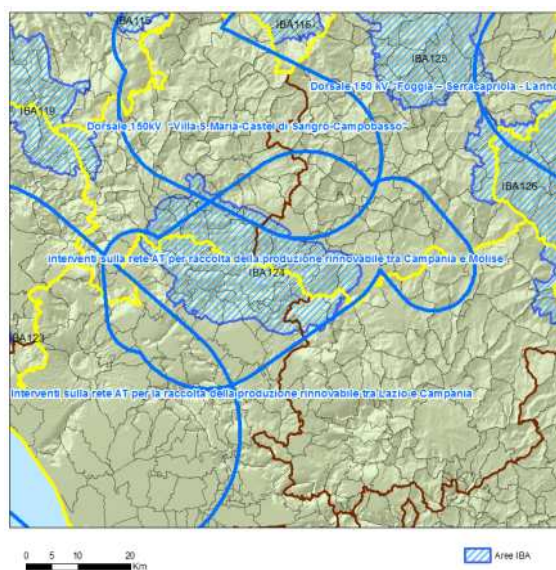 IBA115
IBA118
IBA125
Dorsale 150 kV "Foggia – Serracapriola - Larino
IBA119
Dorsale 150kV "Villa S.Maria-Castel di Sangro-Campobasso"
IBA126
interventi sulla rete AT per raccolta della produzione rinnovabile tra Campania e Molise
IBA124
IBA123
Interventi sulla rete AT per la raccolta della produzione rinnovabile tra Lazio e Campania
0 5 10 20
Km
Aree IBA